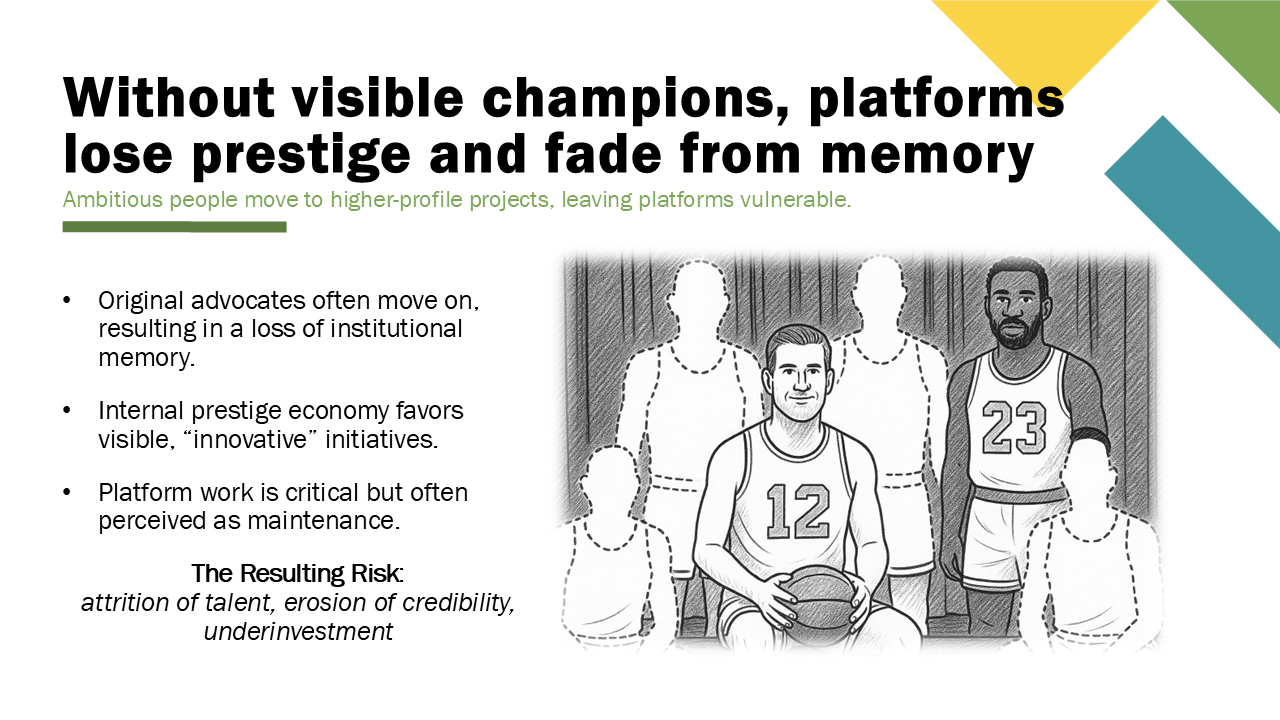 Without visible champions, platforms
lose prestige and fade from memory
Ambitious people move to higher-profile projects, leaving platforms vulnerable.
• Original advocates often move on,
resulting in a loss of institutional
memory.
• Internal prestige economy favors
visible, “innovative” initiatives.
• Platform work is critical but often
perceived as maintenance.
The Resulting Risk:
attrition of talent, erosion of credibility,
underinvestment
12
23